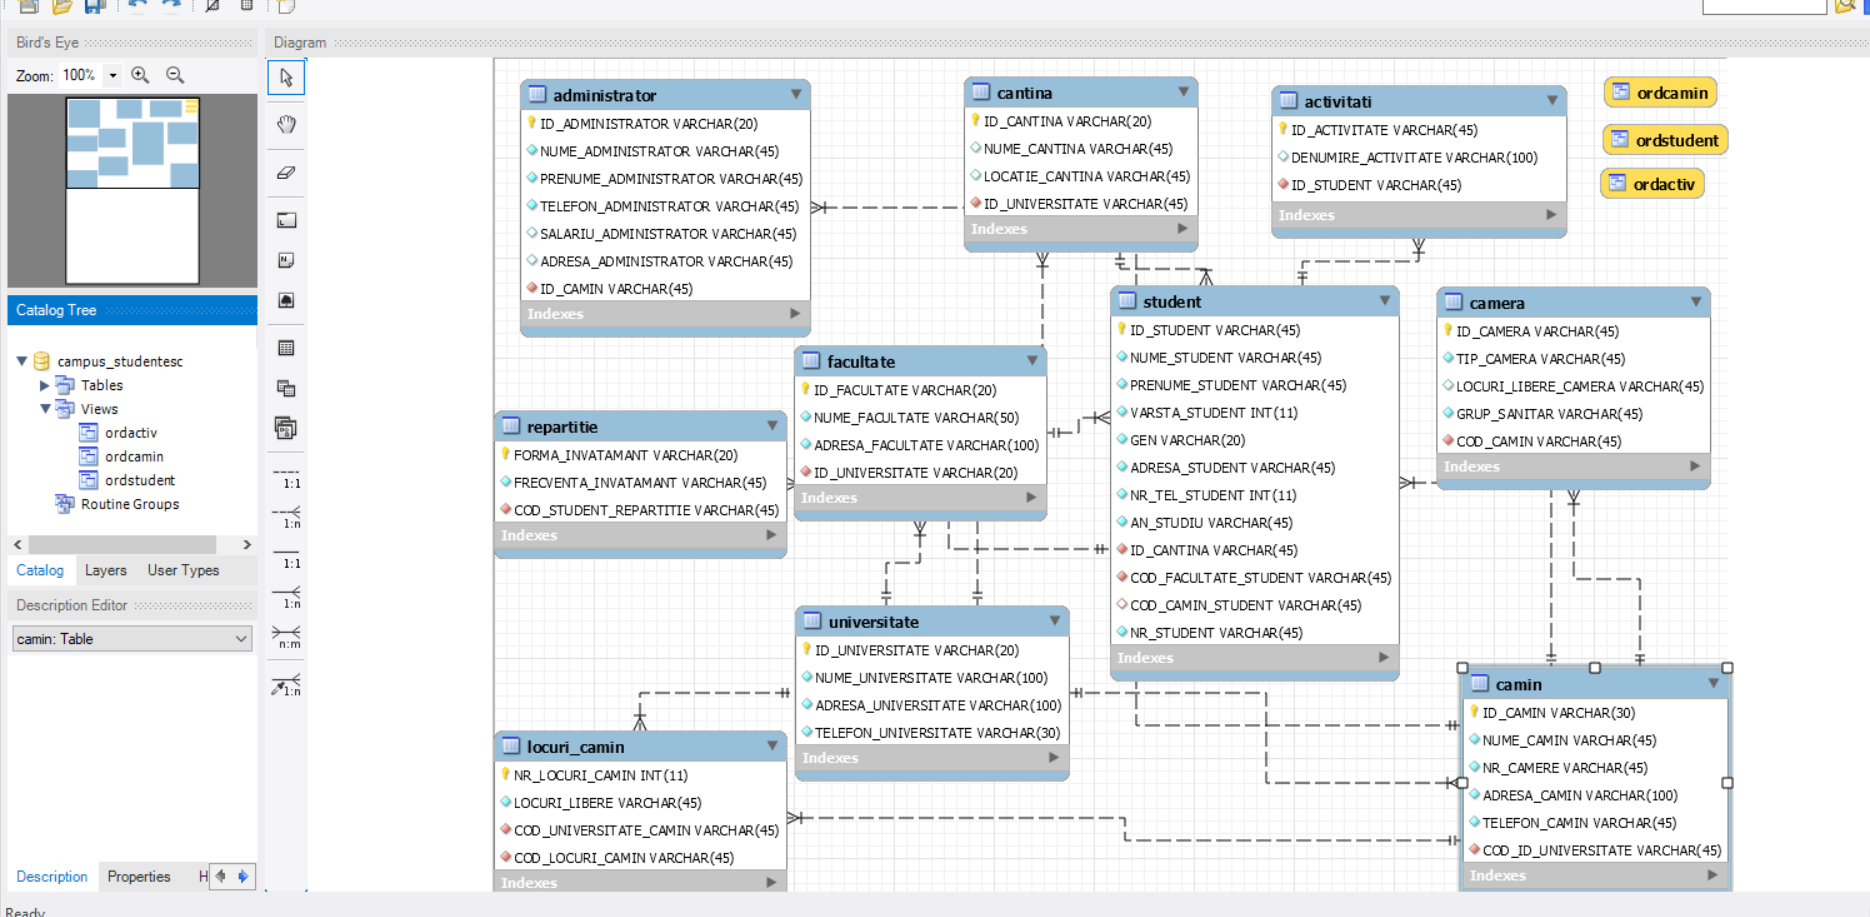 Bird's Eye
Zoom: 100%
Catalog Tree
campus_studentesc
Tables
Views
ordactiv
ordcamin
ordstudent
Routine Groups
Catalog Layers User Types
Description Editor
camin: Table
Description Properties H
Ready
Diagram
1:1
1:n
1:1
1:n
n:m
1:n
administrator
ID_ADMINISTRATOR VARCHAR(20)
NUME_ADMINISTRATOR VARCHAR(45)
PRENUME_ADMINISTRATOR VARCHAR(45)
TELEFON_ADMINISTRATOR VARCHAR(45)
SALARIU_ADMINISTRATOR VARCHAR(45)
ADRESA_ADMINISTRATOR VARCHAR(45)
ID_CAMIN VARCHAR(45)
Indexes
cantina
ID_CANTINA VARCHAR(20)
NUME_CANTINA VARCHAR(45)
LOCATIE_CANTINA VARCHAR(45)
ID_UNIVERSITATE VARCHAR(45)
Indexes
activitati
ID_ACTIVITATE VARCHAR(45)
DENUMIRE_ACTIVITATE VARCHAR(100)
ID_STUDENT VARCHAR(45)
Indexes
ordcamin
ordstudent
ordactiv
facultate
ID_FACULTATE VARCHAR(20)
NUME_FACULTATE VARCHAR(50)
ADRESA_FACULTATE VARCHAR(100)
ID_UNIVERSITATE VARCHAR(20)
Indexes
student
ID_STUDENT VARCHAR(45)
NUME_STUDENT VARCHAR(45)
PRENUME_STUDENT VARCHAR(45)
VARSTA_STUDENT INT(11)
GEN VARCHAR(20)
ADRESA_STUDENT VARCHAR(45)
NR_TEL_STUDENT INT(11)
AN_STUDIU VARCHAR(45)
ID_CANTINA VARCHAR(45)
COD_FACULTATE_STUDENT VARCHAR(45)
COD_CAMIN_STUDENT VARCHAR(45)
NR_STUDENT VARCHAR(45)
Indexes
camera
ID_CAMERA VARCHAR(45)
TIP_CAMERA VARCHAR(45)
LOCURI_LIBERE_CAMERA VARCHAR(45)
GRUP_SANITAR VARCHAR(45)
COD_CAMIN VARCHAR(45)
Indexes
repartitie
FORMA_INVATAMANT VARCHAR(20)
FRECVENTA_INVATAMANT VARCHAR(45)
COD_STUDENT_REPARTITIE VARCHAR(45)
Indexes
universitate
ID_UNIVERSITATE VARCHAR(20)
NUME_UNIVERSITATE VARCHAR(100)
ADRESA_UNIVERSITATE VARCHAR(100)
TELEFON_UNIVERSITATE VARCHAR(30)
Indexes
locuri_camin
NR_LOCURI_CAMIN INT(11)
LOCURI_LIBERE VARCHAR(45)
COD_UNIVERSITATE_CAMIN VARCHAR(45)
COD_LOCURI_CAMIN VARCHAR(45)
Indexes
camin
ID_CAMIN VARCHAR(30)
NUME_CAMIN VARCHAR(45)
NR_CAMERE VARCHAR(45)
ADRESA_CAMIN VARCHAR(100)
TELEFON_CAMIN VARCHAR(45)
COD_ID_UNIVERSITATE VARCHAR(45)
Indexes